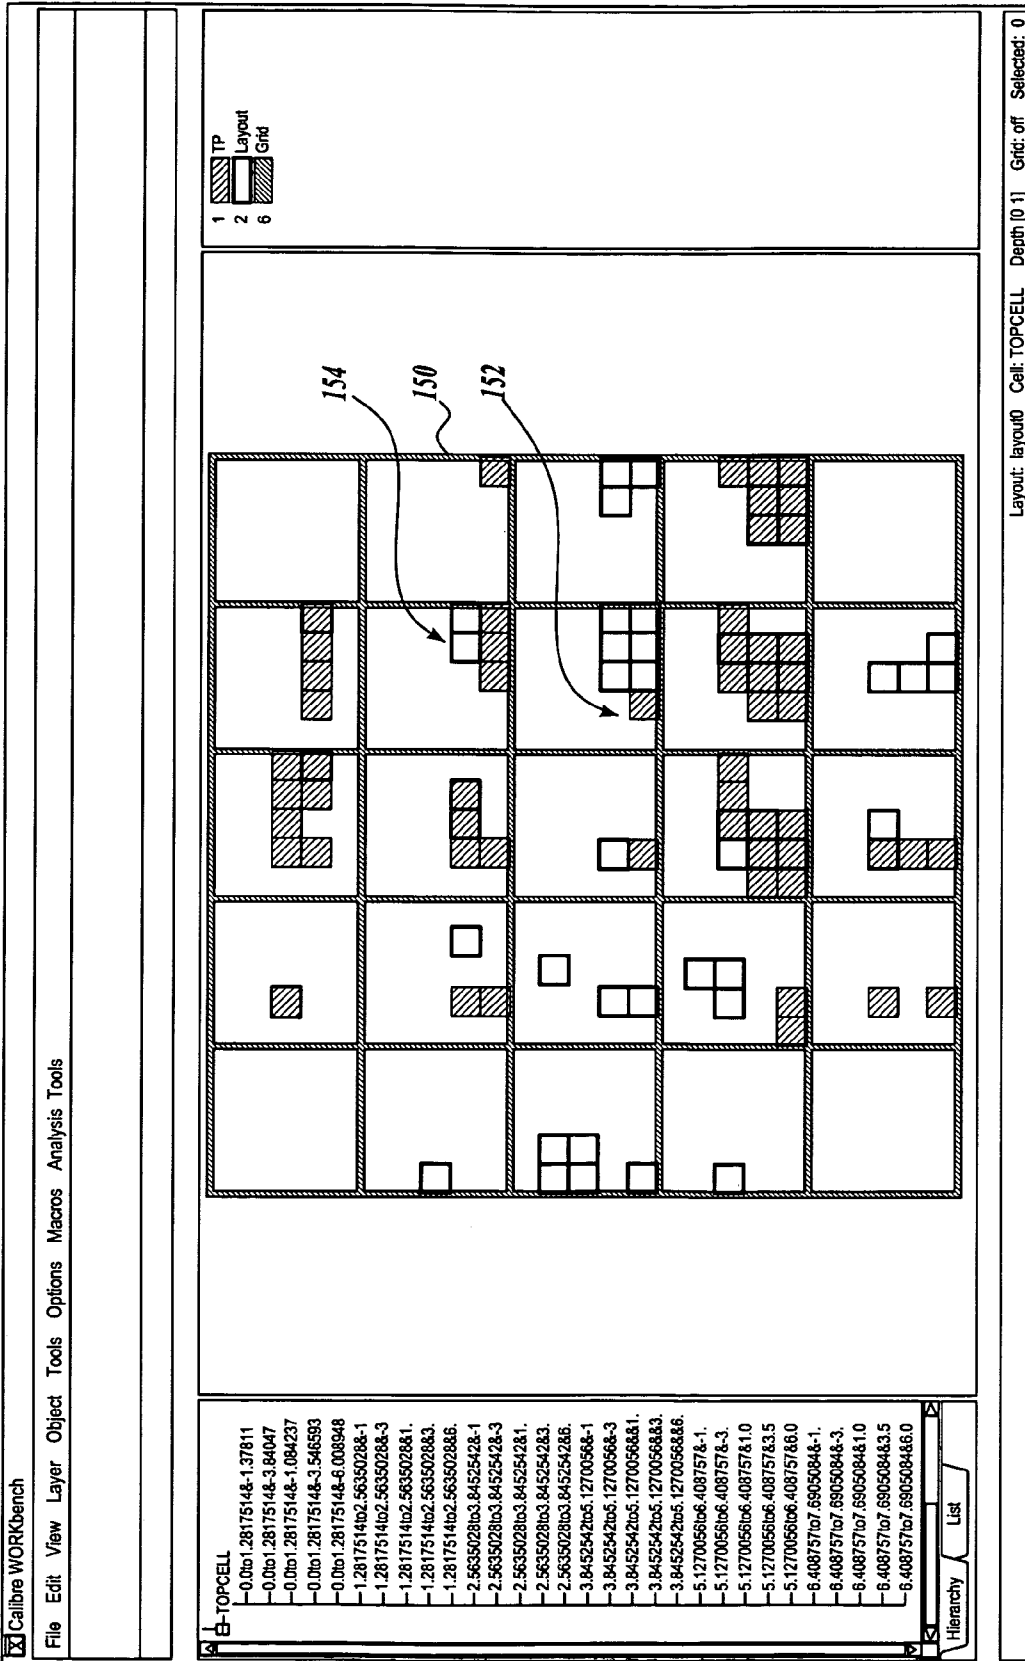 Calibre WORKbench
File Edit View Layer Object Tools Options Macros Analysis Tools
TOPCELL
0.0to1.2817514&-1.37811
0.0to1.2817514&-3.84047
0.0to1.2817514&-1.084237
0.0to1.2817514&-3.546593
0.0to1.2817514&-6.008948
1.2817514to2.5635028&-1
1.2817514to2.5635028&-3
1.2817514to2.5635028&1.
1.2817514to2.5635028&3.
1.2817514to2.5635028&6.
2.5635028to3.8452542&-1
2.5635028to3.8452542&-3
2.5635028to3.8452542&1.
2.5635028to3.8452542&3.
2.5635028to3.8452542&6.
3.8452542to5.1270056&-1
3.8452542to5.1270056&-3
3.8452542to5.1270056&&1.
3.8452542to5.1270056&&3.
3.8452542to5.1270056&&6.
5.1270056to6.408757&-1.
5.1270056to6.408757&-3.
5.1270056to6.408757&1.0
5.1270056to6.408757&3.5
5.1270056to6.408757&6.0
6.408757to7.6905084&-1.
6.408757to7.6905084&-3.
6.408757to7.6905084&1.0
6.408757to7.6905084&3.5
6.408757to7.6905084&6.0
Hierarchy List
154
150
152
1 TP
2 Layout
6 Grid
Layout: layout0 Cell: TOPCELL Depth [0 1] Grid: off Selected: 0